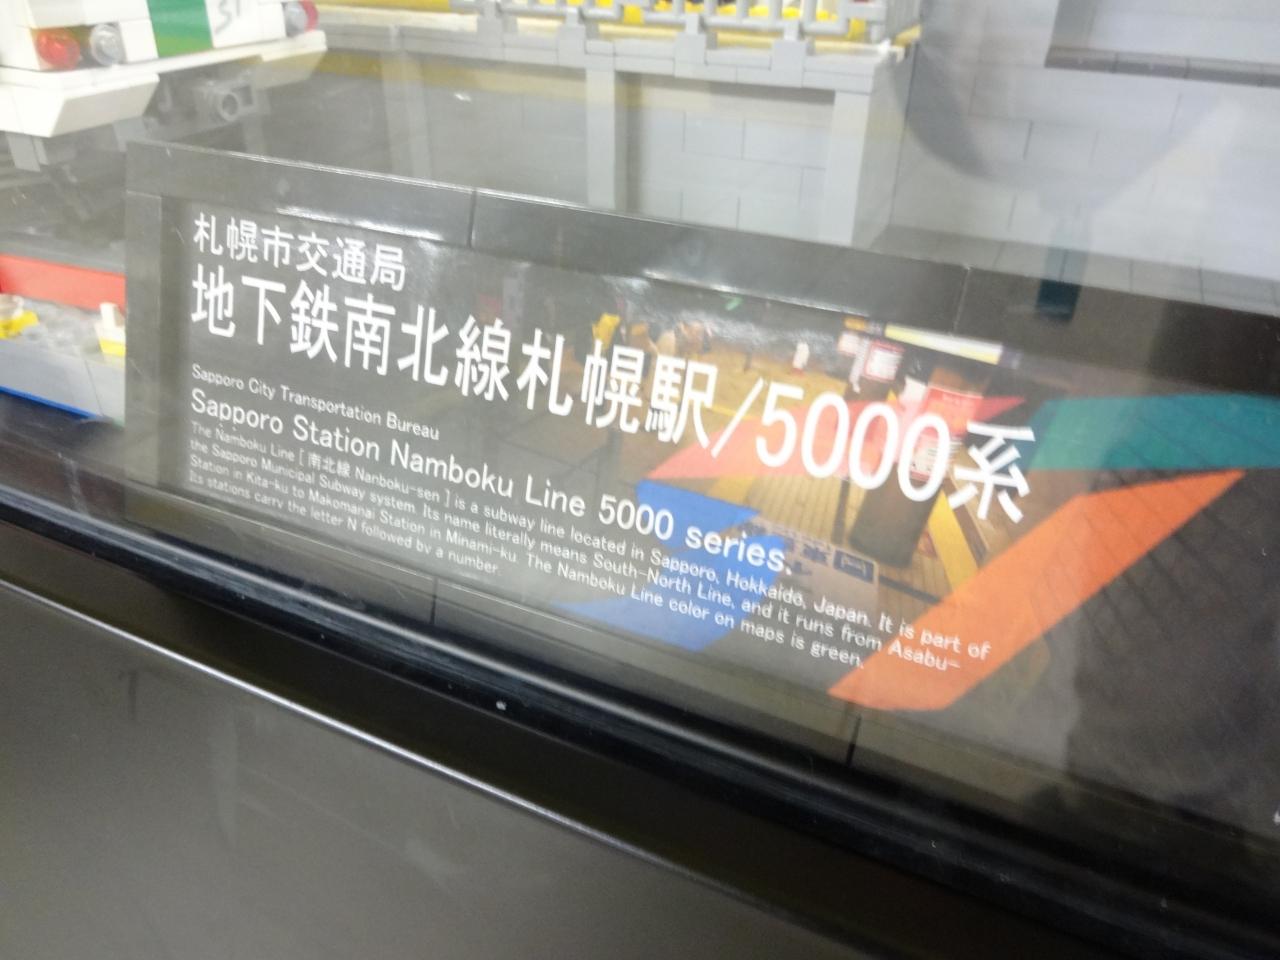 札幌市交通局
地下鉄南北線札幌駅/5000系
Sapporo City Transportation Bureau
Sapporo Station Namboku Line 5000 series.
The Namboku Line [ 南北線 Nanboku-sen ] is a subway line located in Sapporo, Hokkaido, Japan. It is part of
the Sapporo Municipal Subway system. Its name literally means South-North Line, and it runs from Asabu-
Station in Kita-ku to Makomanai Station in Minami-ku. The Namboku Line color on maps is green.
Its stations carry the letter N followed by a number.